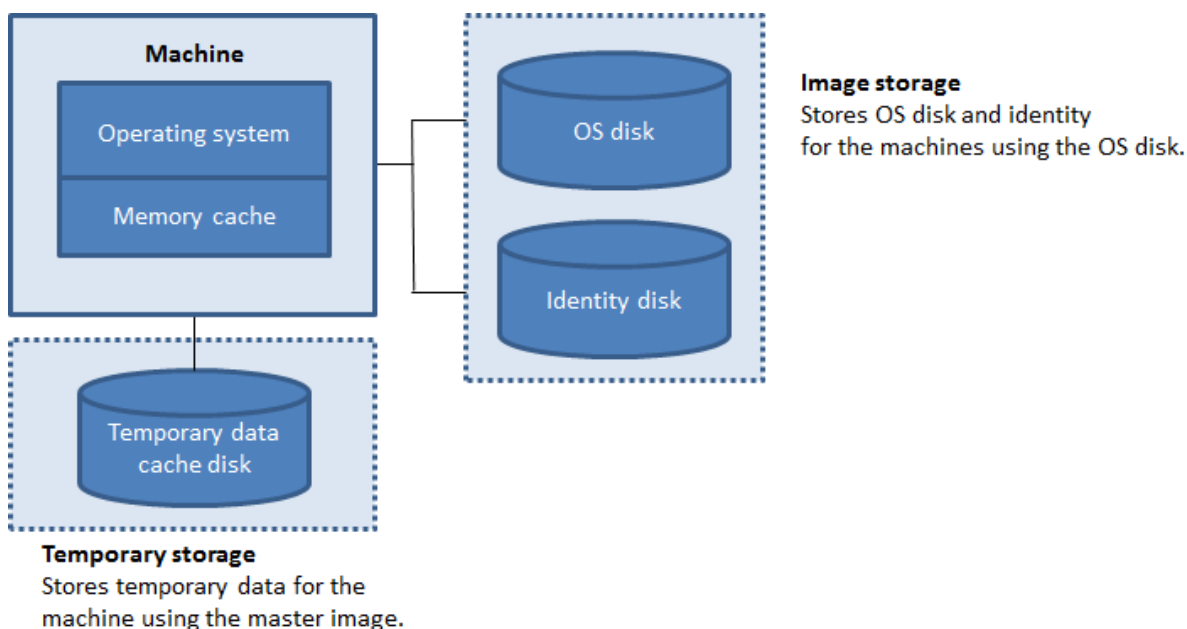 Machine
Operating system
Memory cache
OS disk
Identity disk
Image storage
Stores OS disk and identity
for the machines using the OS disk.
Temporary data
cache disk
Temporary storage
Stores temporary data for the
machine using the master image.